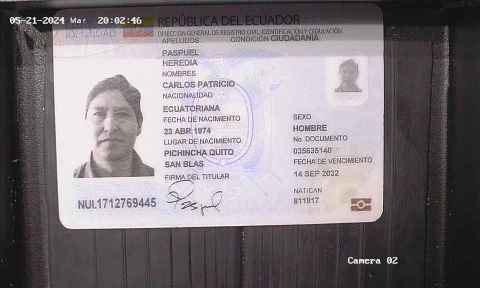 05-21-2024 Mar 20:02:46
REPÚBLICA DEL ECUADOR
DIRECCIÓN GENERAL DE REGISTRO CIVIL, IDENTIFICACIÓN Y CEDULACIÓN
APELLIDOS CONDICIÓN CIUDADANÍA
PASPUEL
HEREDIA
NOMBRES
CARLOS PATRICIO
NACIONALIDAD
ECUATORIANA
FECHA DE NACIMIENTO
23 ABR 1974
LUGAR DE NACIMIENTO
PICHINCHA QUITO
SAN BLAS
FIRMA DEL TITULAR
SEXO
HOMBRE
No. DOCUMENTO
035635140
FECHA DE VENCIMIENTO
14 SEP 2032
NAT/CAN
811817
NUI.1712769445
Camera 02